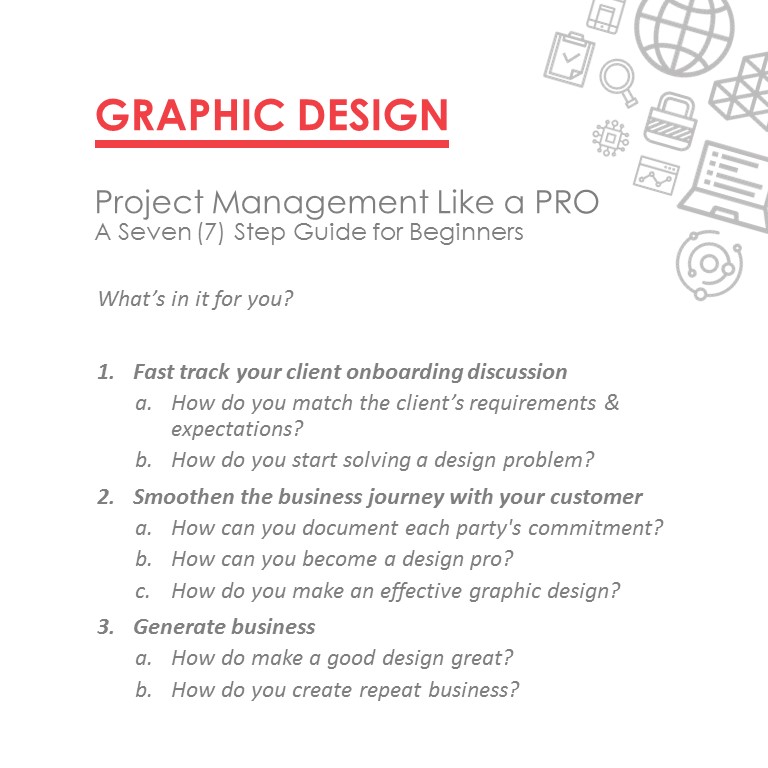 GRAPHIC DESIGN
Project Management Like a PRO
A Seven (7) Step Guide for Beginners
What's in it for you?
1. Fast track your client onboarding discussion
a. How do you match the client's requirements &
expectations?
b. How do you start solving a design problem?
2. Smoothen the business journey with your customer
a. How can you document each party's commitment?
b. How can you become a design pro?
c. How do you make an effective graphic design?
3. Generate business
a. How do make a good design great?
b. How do you create repeat business?